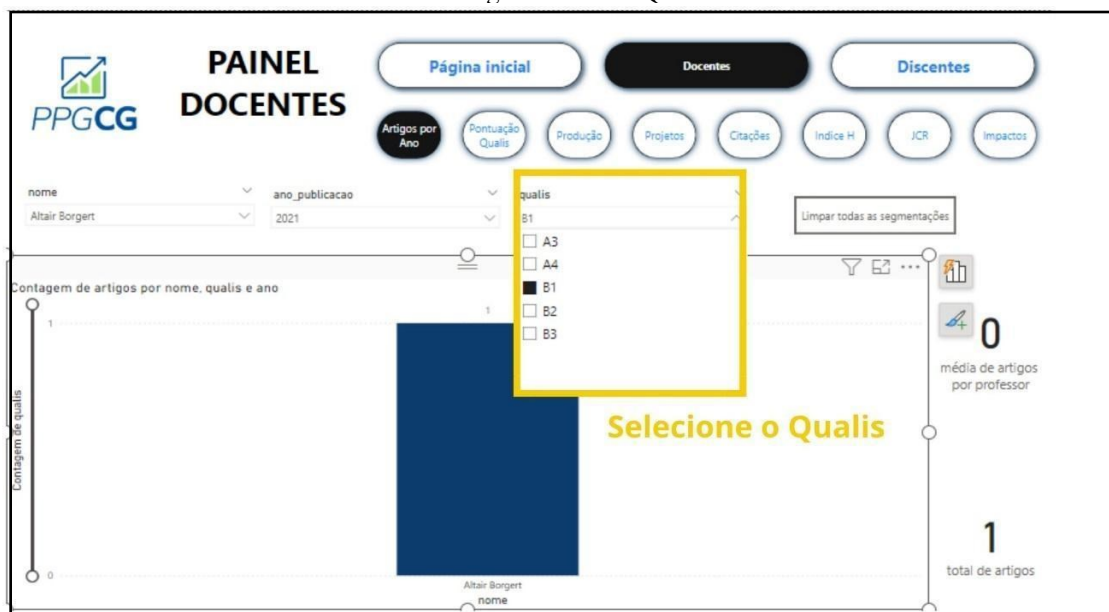 PPGCG
PAINEL
DOCENTES
Página inicial
Docentes
Discentes
Artigos por
Ano
Pontuação
Qualis
Produção
Projetos
Citações
Indice H
JCR
Impactos
nome
Altair Borgert
ano_publicacao
2021
qualis
B1
Limpar todas as segmentações
A3
A4
B1
B2
B3
Contagem de artigos por nome, qualis e ano
1
1
0
Contagem de qualis
Altair Borgert
nome
Selecione o Qualis
0
média de artigos
por professor
1
total de artigos